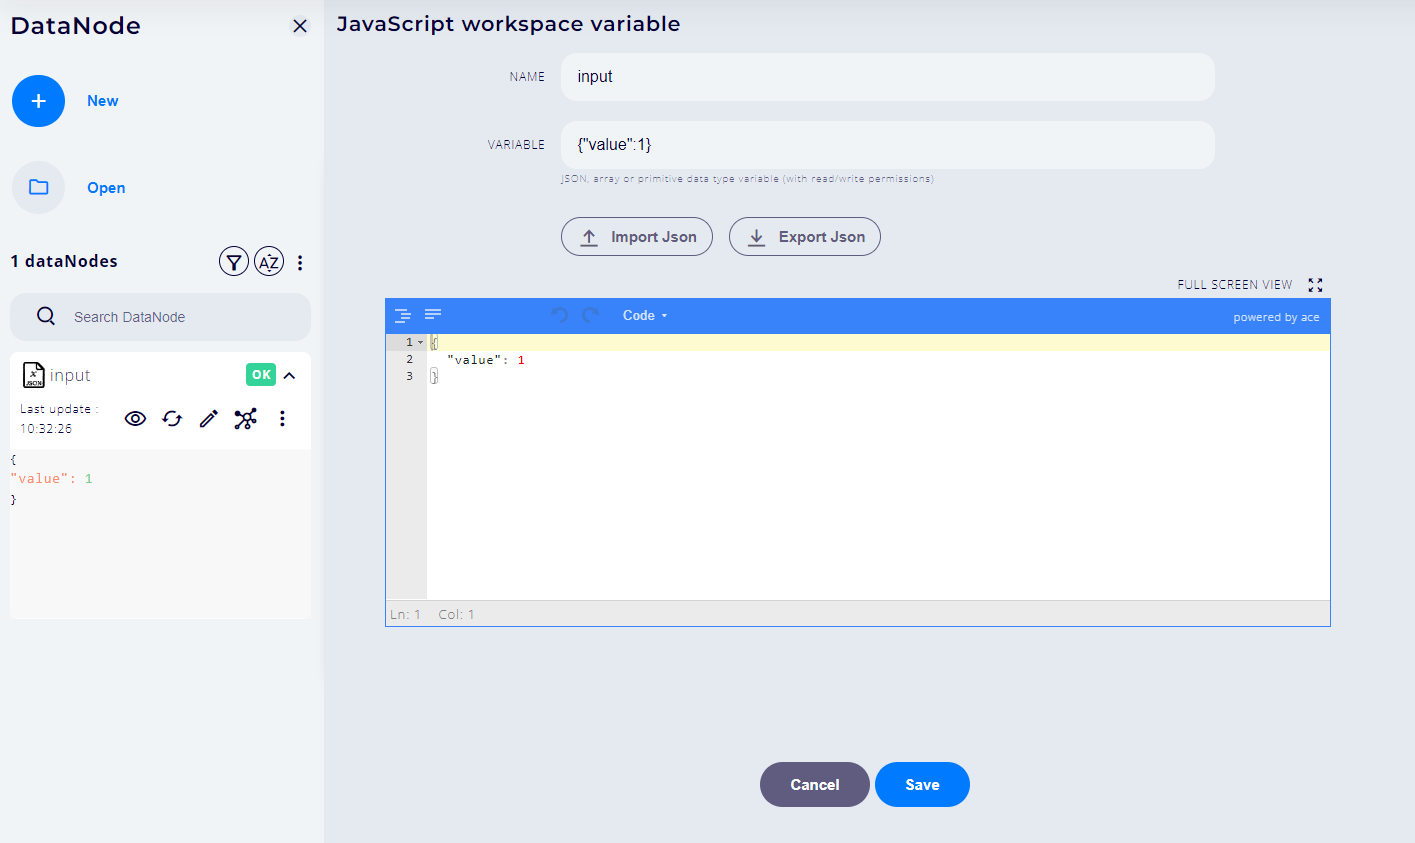 DataNode
New
Open
1 dataNodes
AZ
Search DataNode
JSON
input
OK
Last update :
10:32:26
{
"value": 1
}
JavaScript workspace variable
NAME
input
VARIABLE
{"value":1}
JSON, array or primitive data type variable (with read/write permissions)
Import Json
Export Json
FULL SCREEN VIEW
Code
powered by ace
1 {
2 "value": 1
3 }
Ln: 1 Col: 1
Cancel
Save